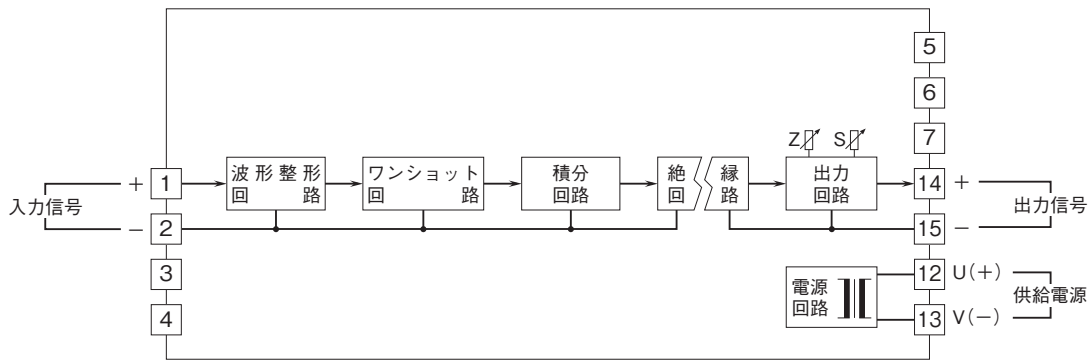 5
6
7
Z S
+ 1
波形整形
回路
ワンショット
回路
積分
回路
絶縁
回路
出力
回路
14 +
入力信号
出力信号
− 2
15 −
3
4
電源
回路
12 U(+)
供給電源
13 V(−)